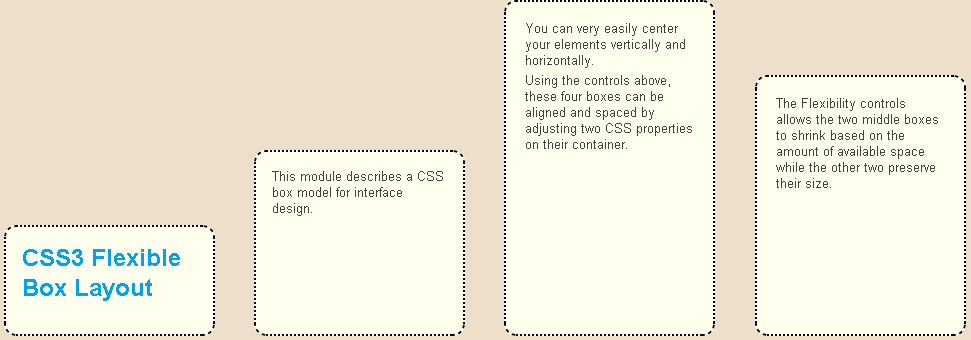 CSS3 Flexible
Box Layout
This module describes a CSS
box model for interface
design.
You can very easily center
your elements vertically and
horizontally.
Using the controls above,
these four boxes can be
aligned and spaced by
adjusting two CSS properties
on their container.
The Flexibility controls
allows the two middle boxes
to shrink based on the
amount of available space
while the other two preserve
their size.